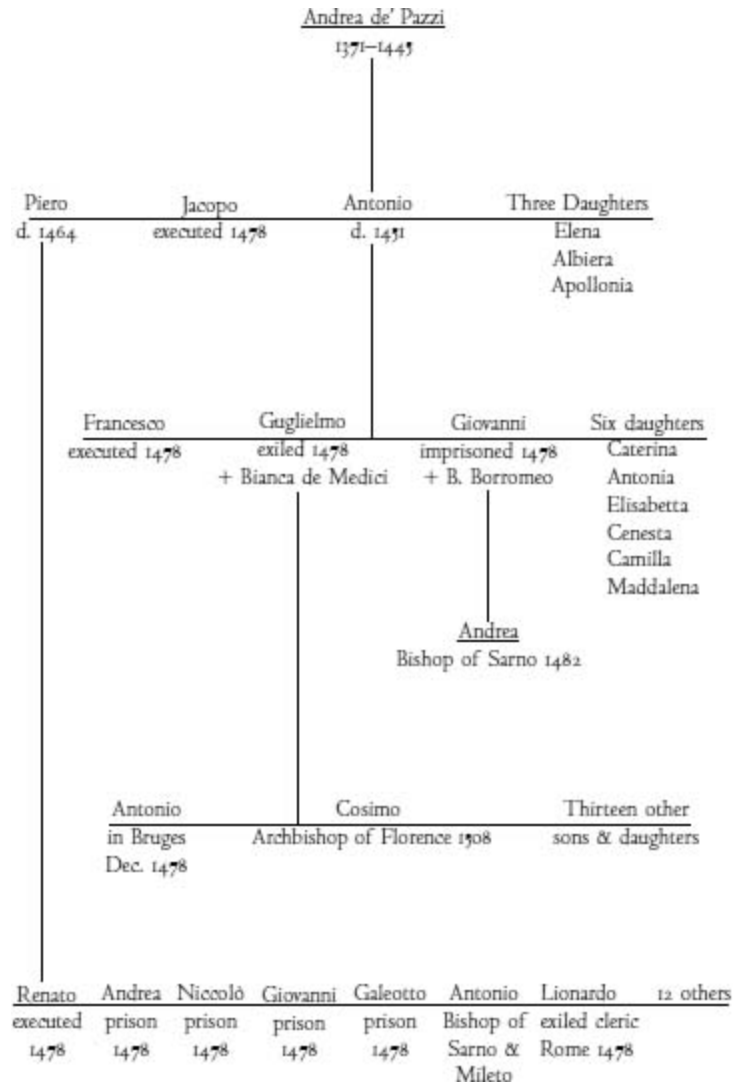 Andrea de' Pazzi
1371–1445
Piero Jacopo Antonio Three Daughters
d. 1464 executed 1478 d. 1451 Elena
Albiera
Apollonia
Francesco Guglielmo Giovanni Six daughters
executed 1478 exiled 1478 imprisoned 1478 Caterina
+ Bianca de Medici + B. Borromeo Antonia
Elisabetta
Cenesta
Camilla
Maddalena
Andrea
Bishop of Sarno 1482
Antonio Cosimo Thirteen other
in Bruges Archbishop of Florence 1508 sons & daughters
Dec. 1478
Renato Andrea Niccolò Giovanni Galeotto Antonio Lionardo 12 others
executed prison prison prison prison Bishop of exiled cleric
1478 1478 1478 1478 1478 Sarno & Rome 1478
Mileto